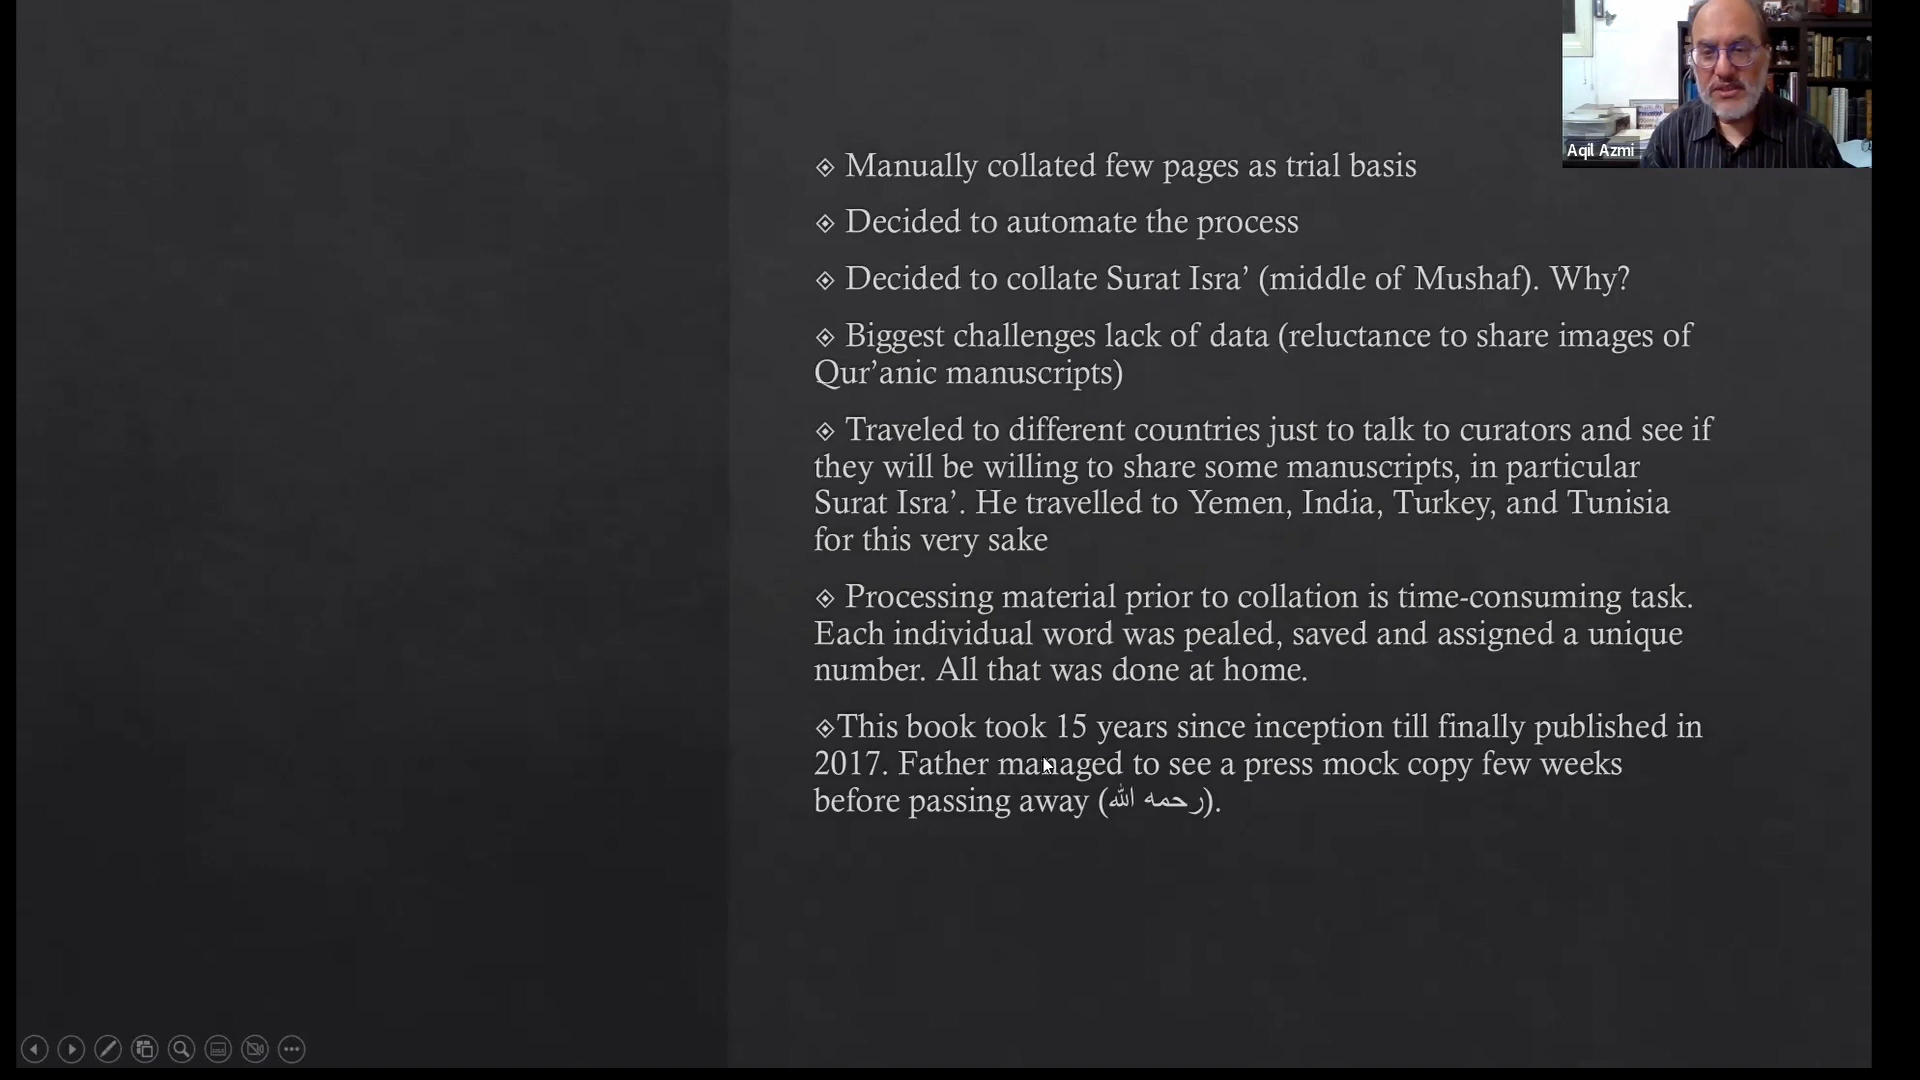 Aqil Azmi
◈ Manually collated few pages as trial basis
◈ Decided to automate the process
◈ Decided to collate Surat Isra’ (middle of Mushaf). Why?
◈ Biggest challenges lack of data (reluctance to share images of
Qur’anic manuscripts)
◈ Traveled to different countries just to talk to curators and see if
they will be willing to share some manuscripts, in particular
Surat Isra’. He travelled to Yemen, India, Turkey, and Tunisia
for this very sake
◈ Processing material prior to collation is time-consuming task.
Each individual word was pealed, saved and assigned a unique
number. All that was done at home.
◈This book took 15 years since inception till finally published in
2017. Father managed to see a press mock copy few weeks
before passing away (رحمه الله).